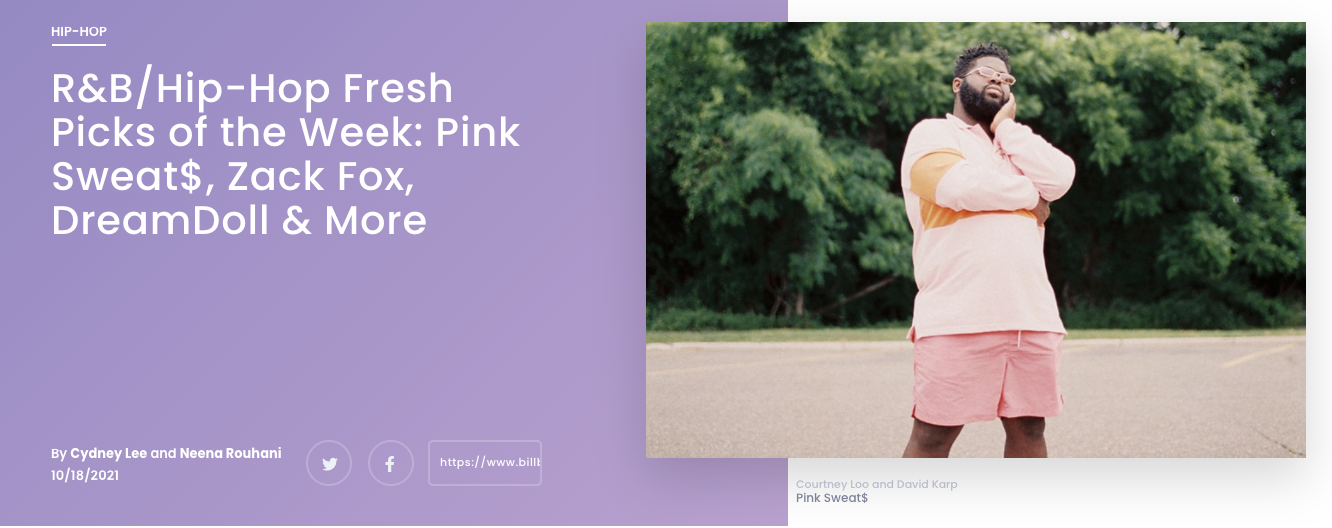 HIP-HOP
R&B/Hip-Hop Fresh
Picks of the Week: Pink
Sweat$, Zack Fox,
DreamDoll & More
By Cydney Lee and Neena Rouhani
10/18/2021
https://www.bill
Courtney Loo and David Karp
Pink Sweat$